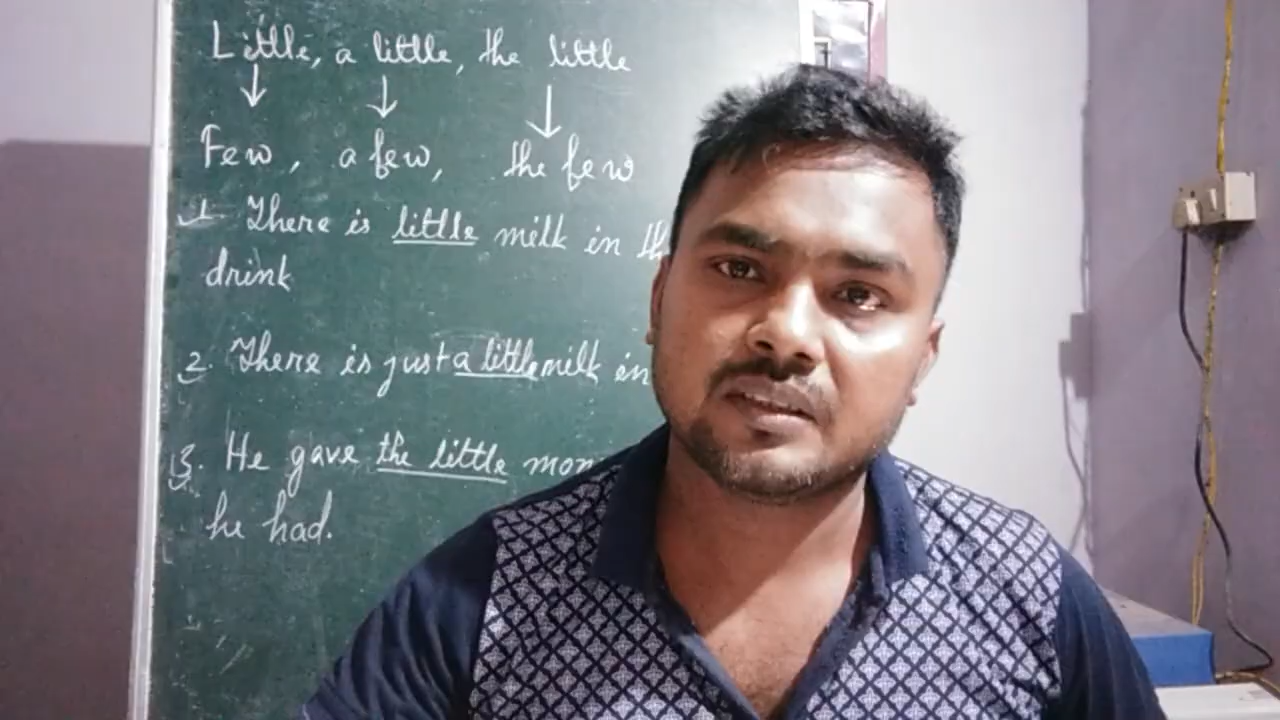 Little, a little, the little
Few, a few, the few
1. There is little milk in
drink
2. There is just a little milk in
3. He gave the little
he had.